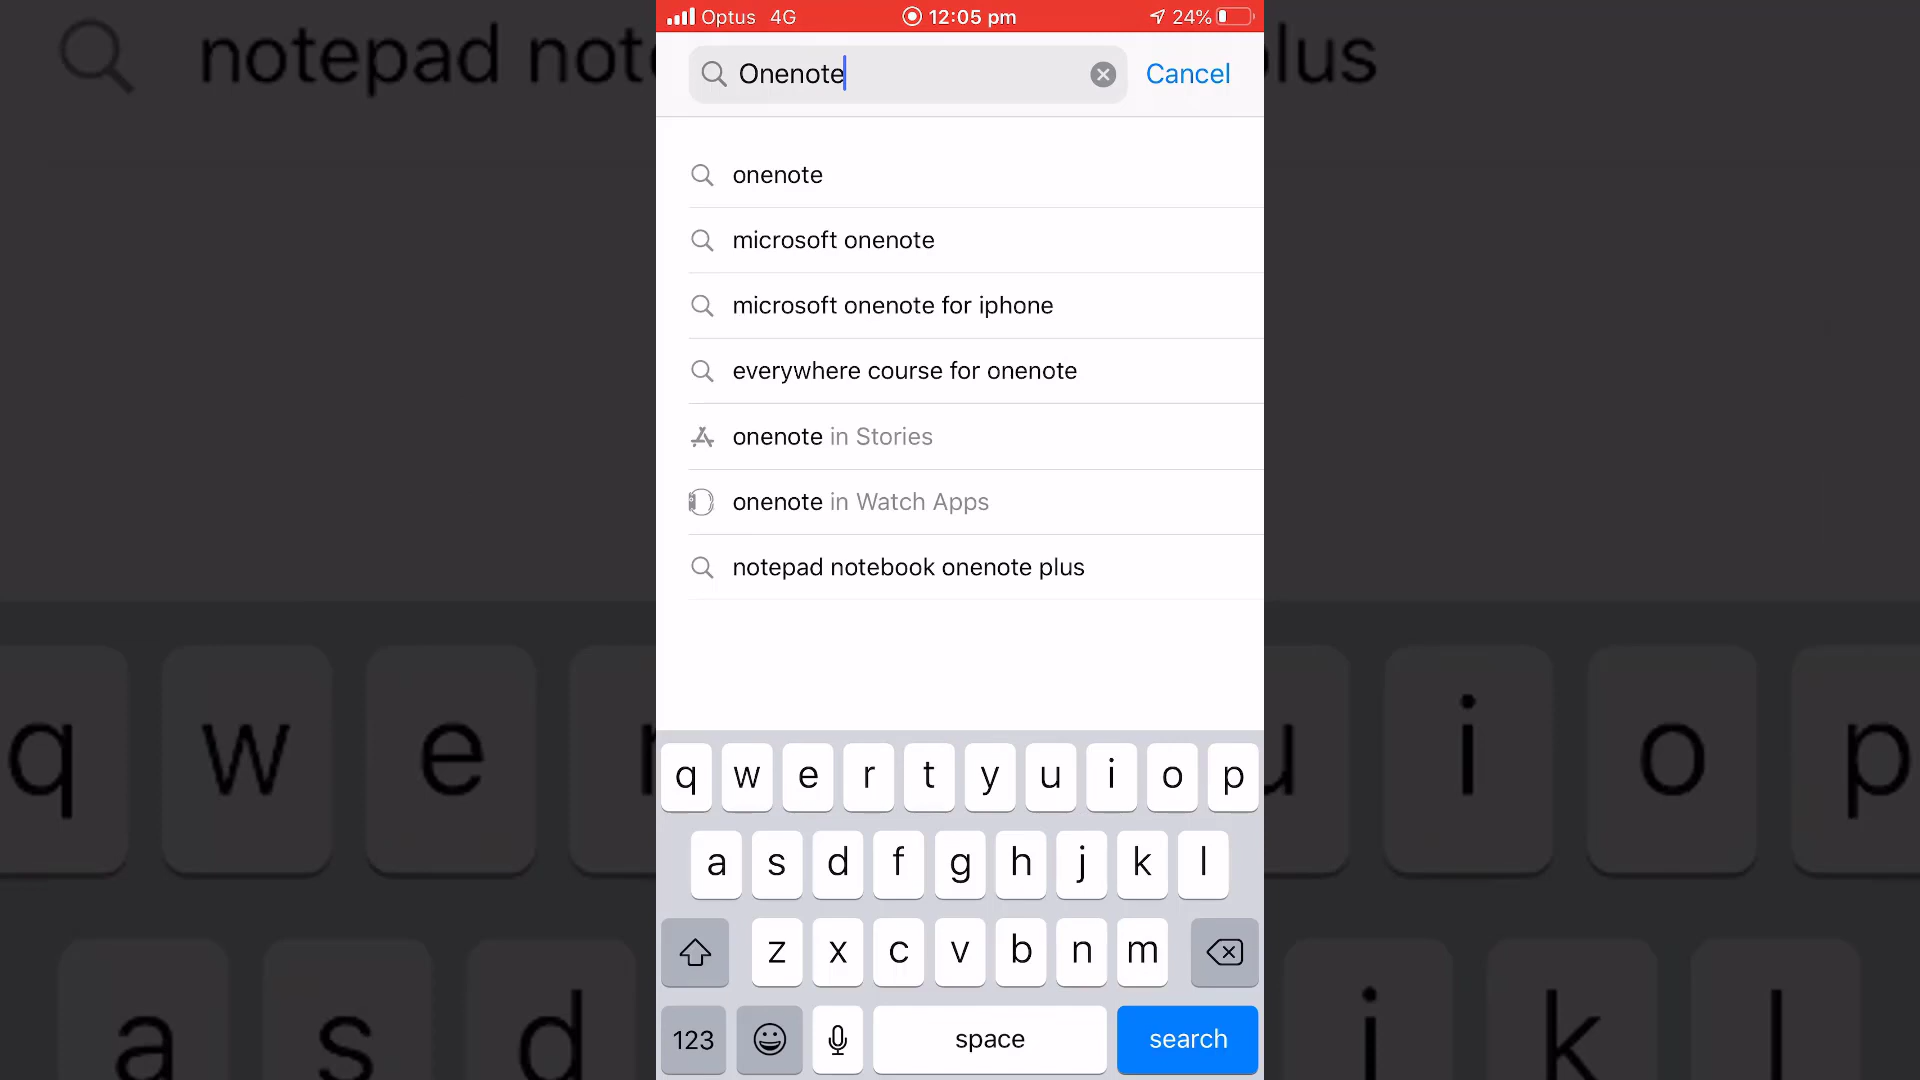 Optus 4G 12:05 pm 24%
Onenote Cancel
onenote
microsoft onenote
microsoft onenote for iphone
everywhere course for onenote
onenote in Stories
onenote in Watch Apps
notepad notebook onenote plus
q w e r t y u i o p
a s d f g h j k l
z x c v b n m
123 space search
notepad not
plus
q w e r
u i o p
a s d
j k l